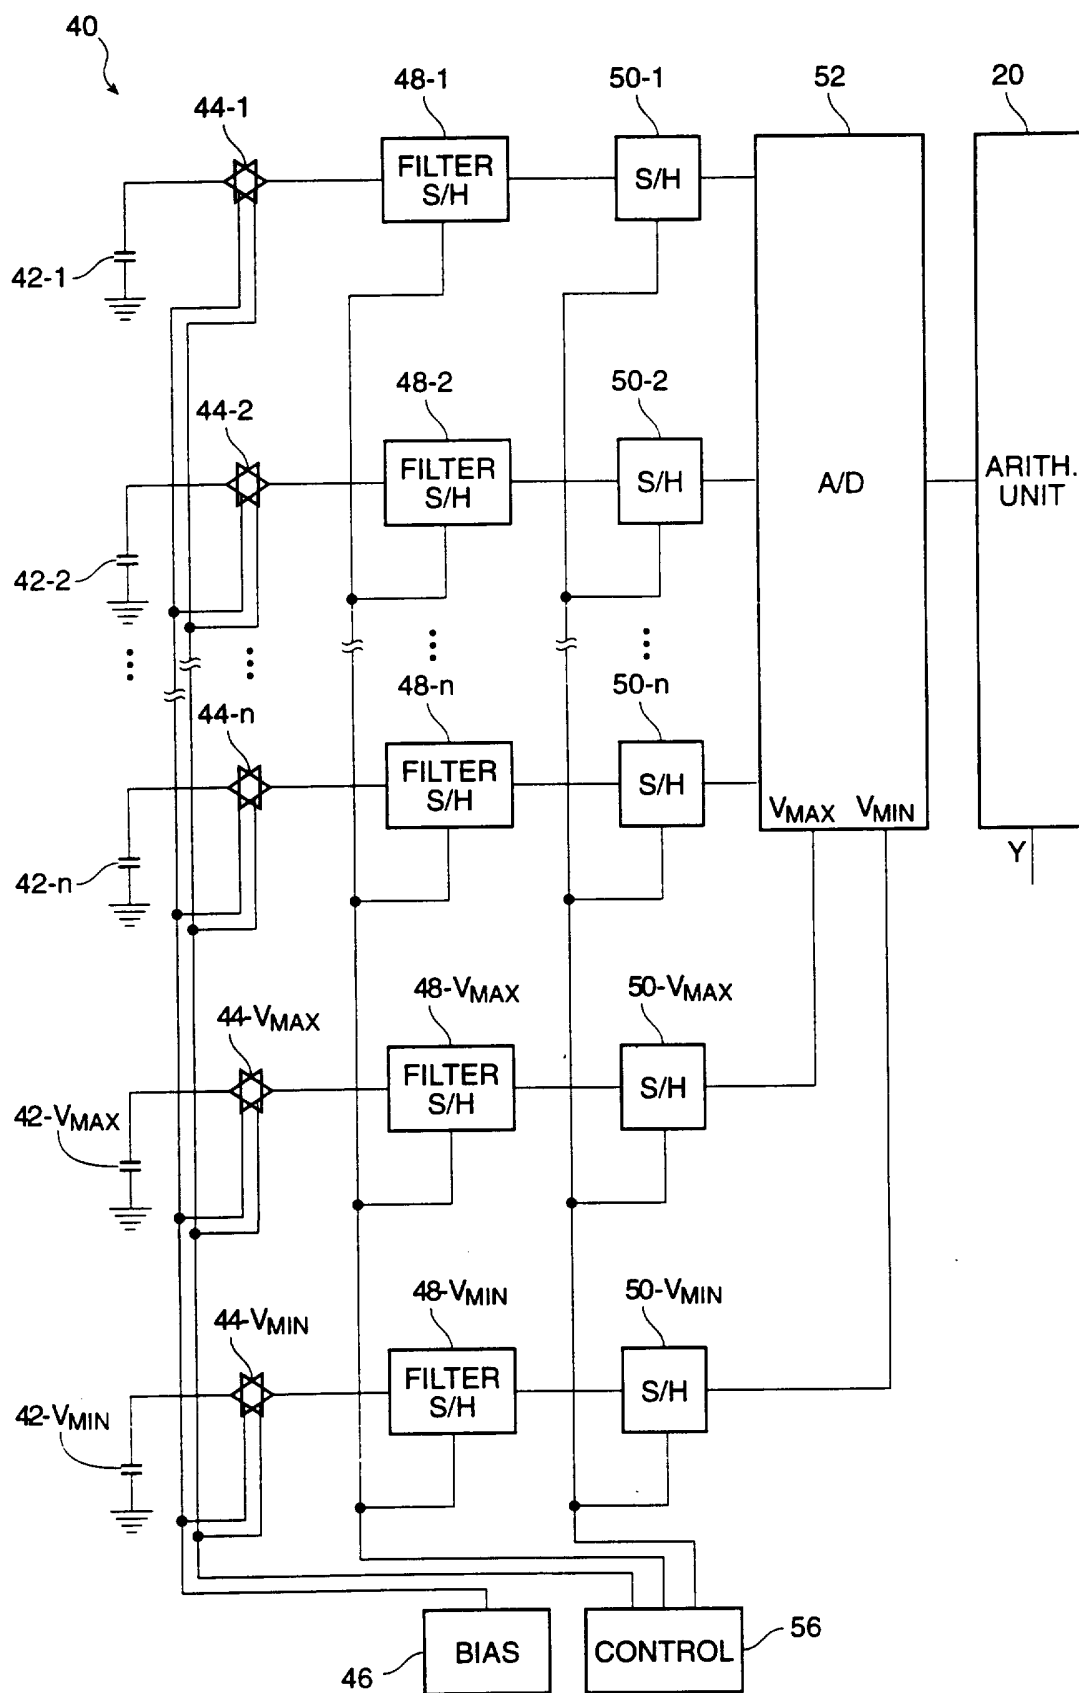 40
44-1
48-1
50-1
52
20
FILTER
S/H
S/H
42-1
44-2
48-2
50-2
FILTER
S/H
S/H
A/D
ARITH.
UNIT
42-2
44-n
48-n
50-n
FILTER
S/H
S/H
VMAX
VMIN
Y
42-n
44-VMAX
48-VMAX
50-VMAX
FILTER
S/H
S/H
42-VMAX
44-VMIN
48-VMIN
50-VMIN
FILTER
S/H
S/H
42-VMIN
46
BIAS
CONTROL
56